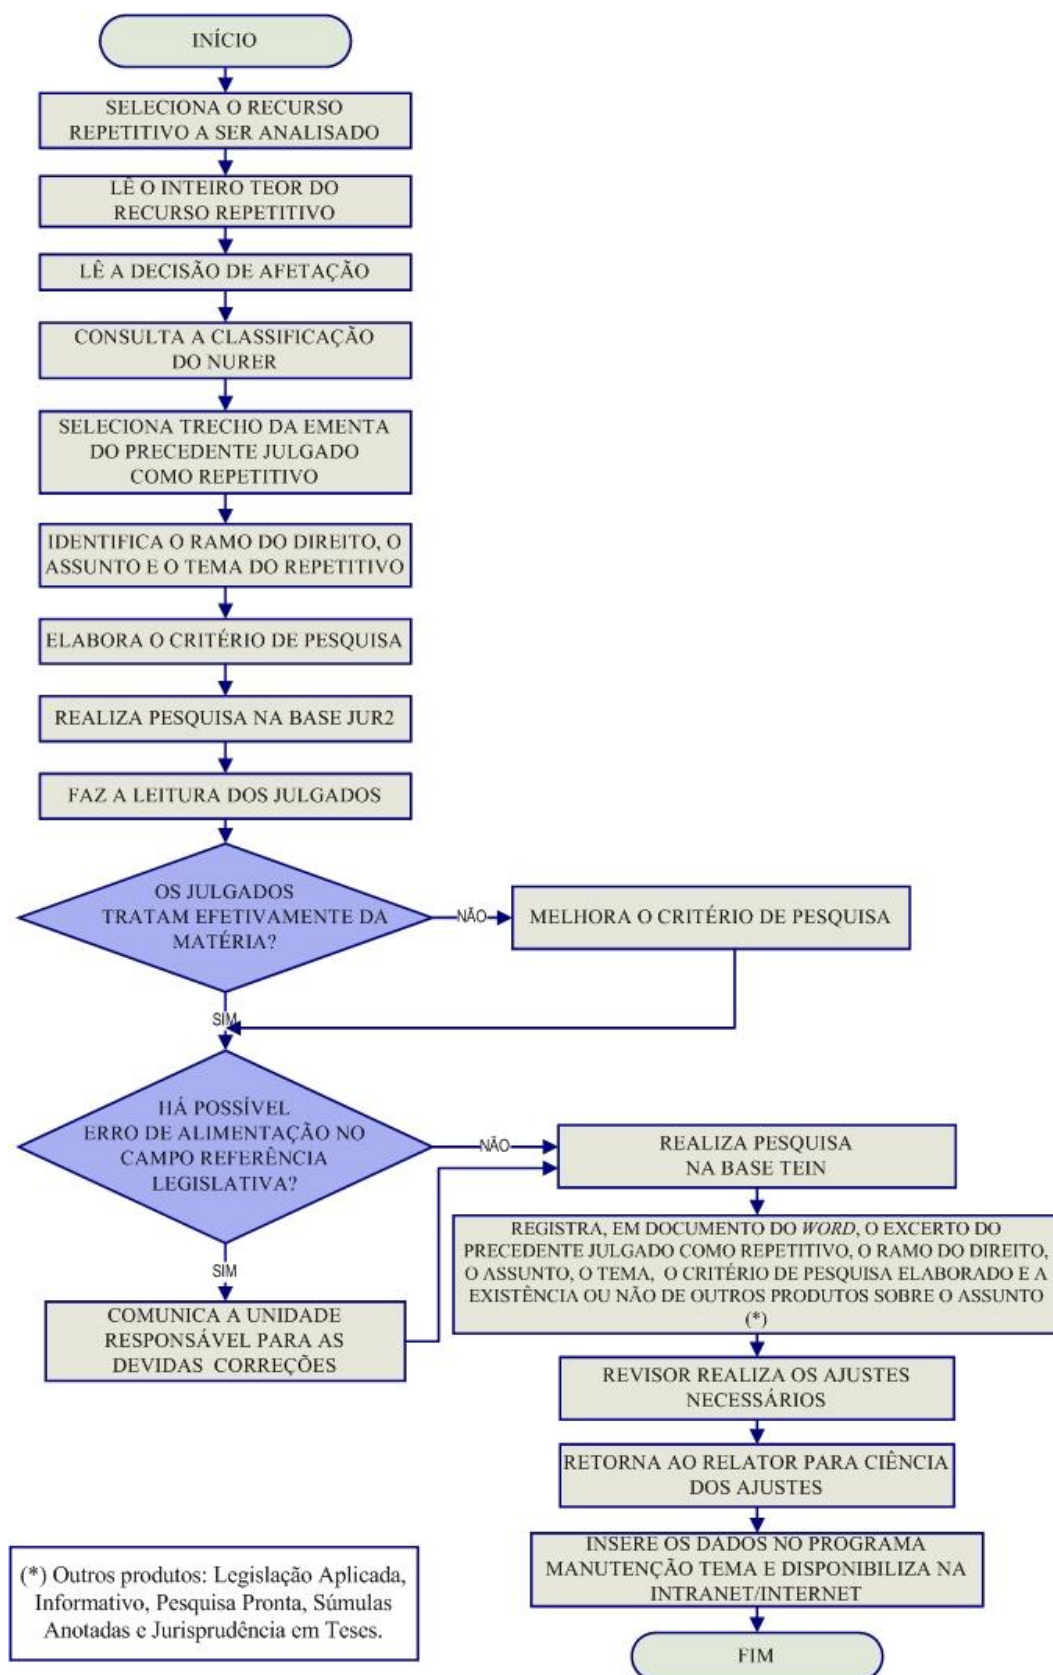 INÍCIO
SELECIONA O RECURSO
REPETITIVO A SER ANALISADO
LÊ O INTEIRO TEOR DO
RECURSO REPETITIVO
LÊ A DECISÃO DE AFETAÇÃO
CONSULTA A CLASSIFICAÇÃO
DO NURER
SELECIONA TRECHO DA EMENTA
DO PRECEDENTE JULGADO
COMO REPETITIVO
IDENTIFICA O RAMO DO DIREITO, O
ASSUNTO E O TEMA DO REPETITIVO
ELABORA O CRITÉRIO DE PESQUISA
REALIZA PESQUISA NA BASE JUR2
FAZ A LEITURA DOS JULGADOS
OS JULGADOS
TRATAM EFETIVAMENTE DA
MATÉRIA?
NÃO
MELHORA O CRITÉRIO DE PESQUISA
SIM
HÁ POSSÍVEL
ERRO DE ALIMENTAÇÃO NO
CAMPO REFERÊNCIA
LEGISLATIVA?
NÃO
REALIZA PESQUISA
NA BASE TEIN
SIM
COMUNICA A UNIDADE
RESPONSÁVEL PARA AS
DEVIDAS CORREÇÕES
REGISTRA, EM DOCUMENTO DO WORD, O EXCERTO DO
PRECEDENTE JULGADO COMO REPETITIVO, O RAMO DO DIREITO,
O ASSUNTO, O TEMA, O CRITÉRIO DE PESQUISA ELABORADO E A
EXISTÊNCIA OU NÃO DE OUTROS PRODUTOS SOBRE O ASSUNTO
(*)
REVISOR REALIZA OS AJUSTES
NECESSÁRIOS
RETORNA AO RELATOR PARA CIÊNCIA
DOS AJUSTES
INSERE OS DADOS NO PROGRAMA
MANUTENÇÃO TEMA E DISPONIBILIZA NA
INTRANET/INTERNET
FIM
(*) Outros produtos: Legislação Aplicada,
Informativo, Pesquisa Pronta, Súmulas
Anotadas e Jurisprudência em Teses.